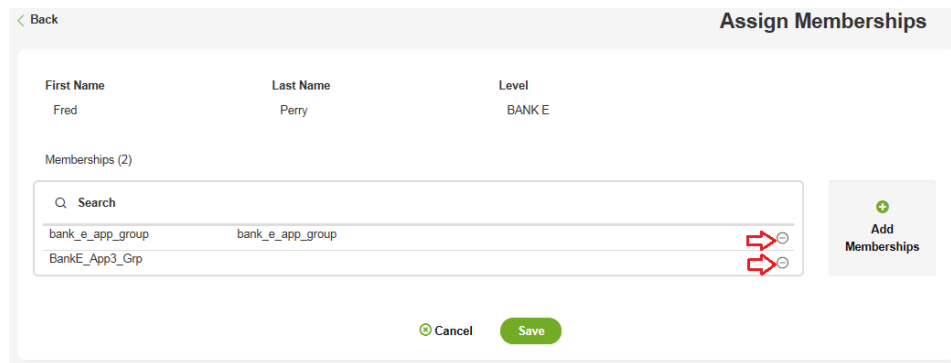 Back
Assign Memberships
First Name Last Name Level
Fred Perry BANK E
Memberships (2)
Search
bank_e_app_group bank_e_app_group
BankE_App3_Grp
Add
Memberships
Cancel Save